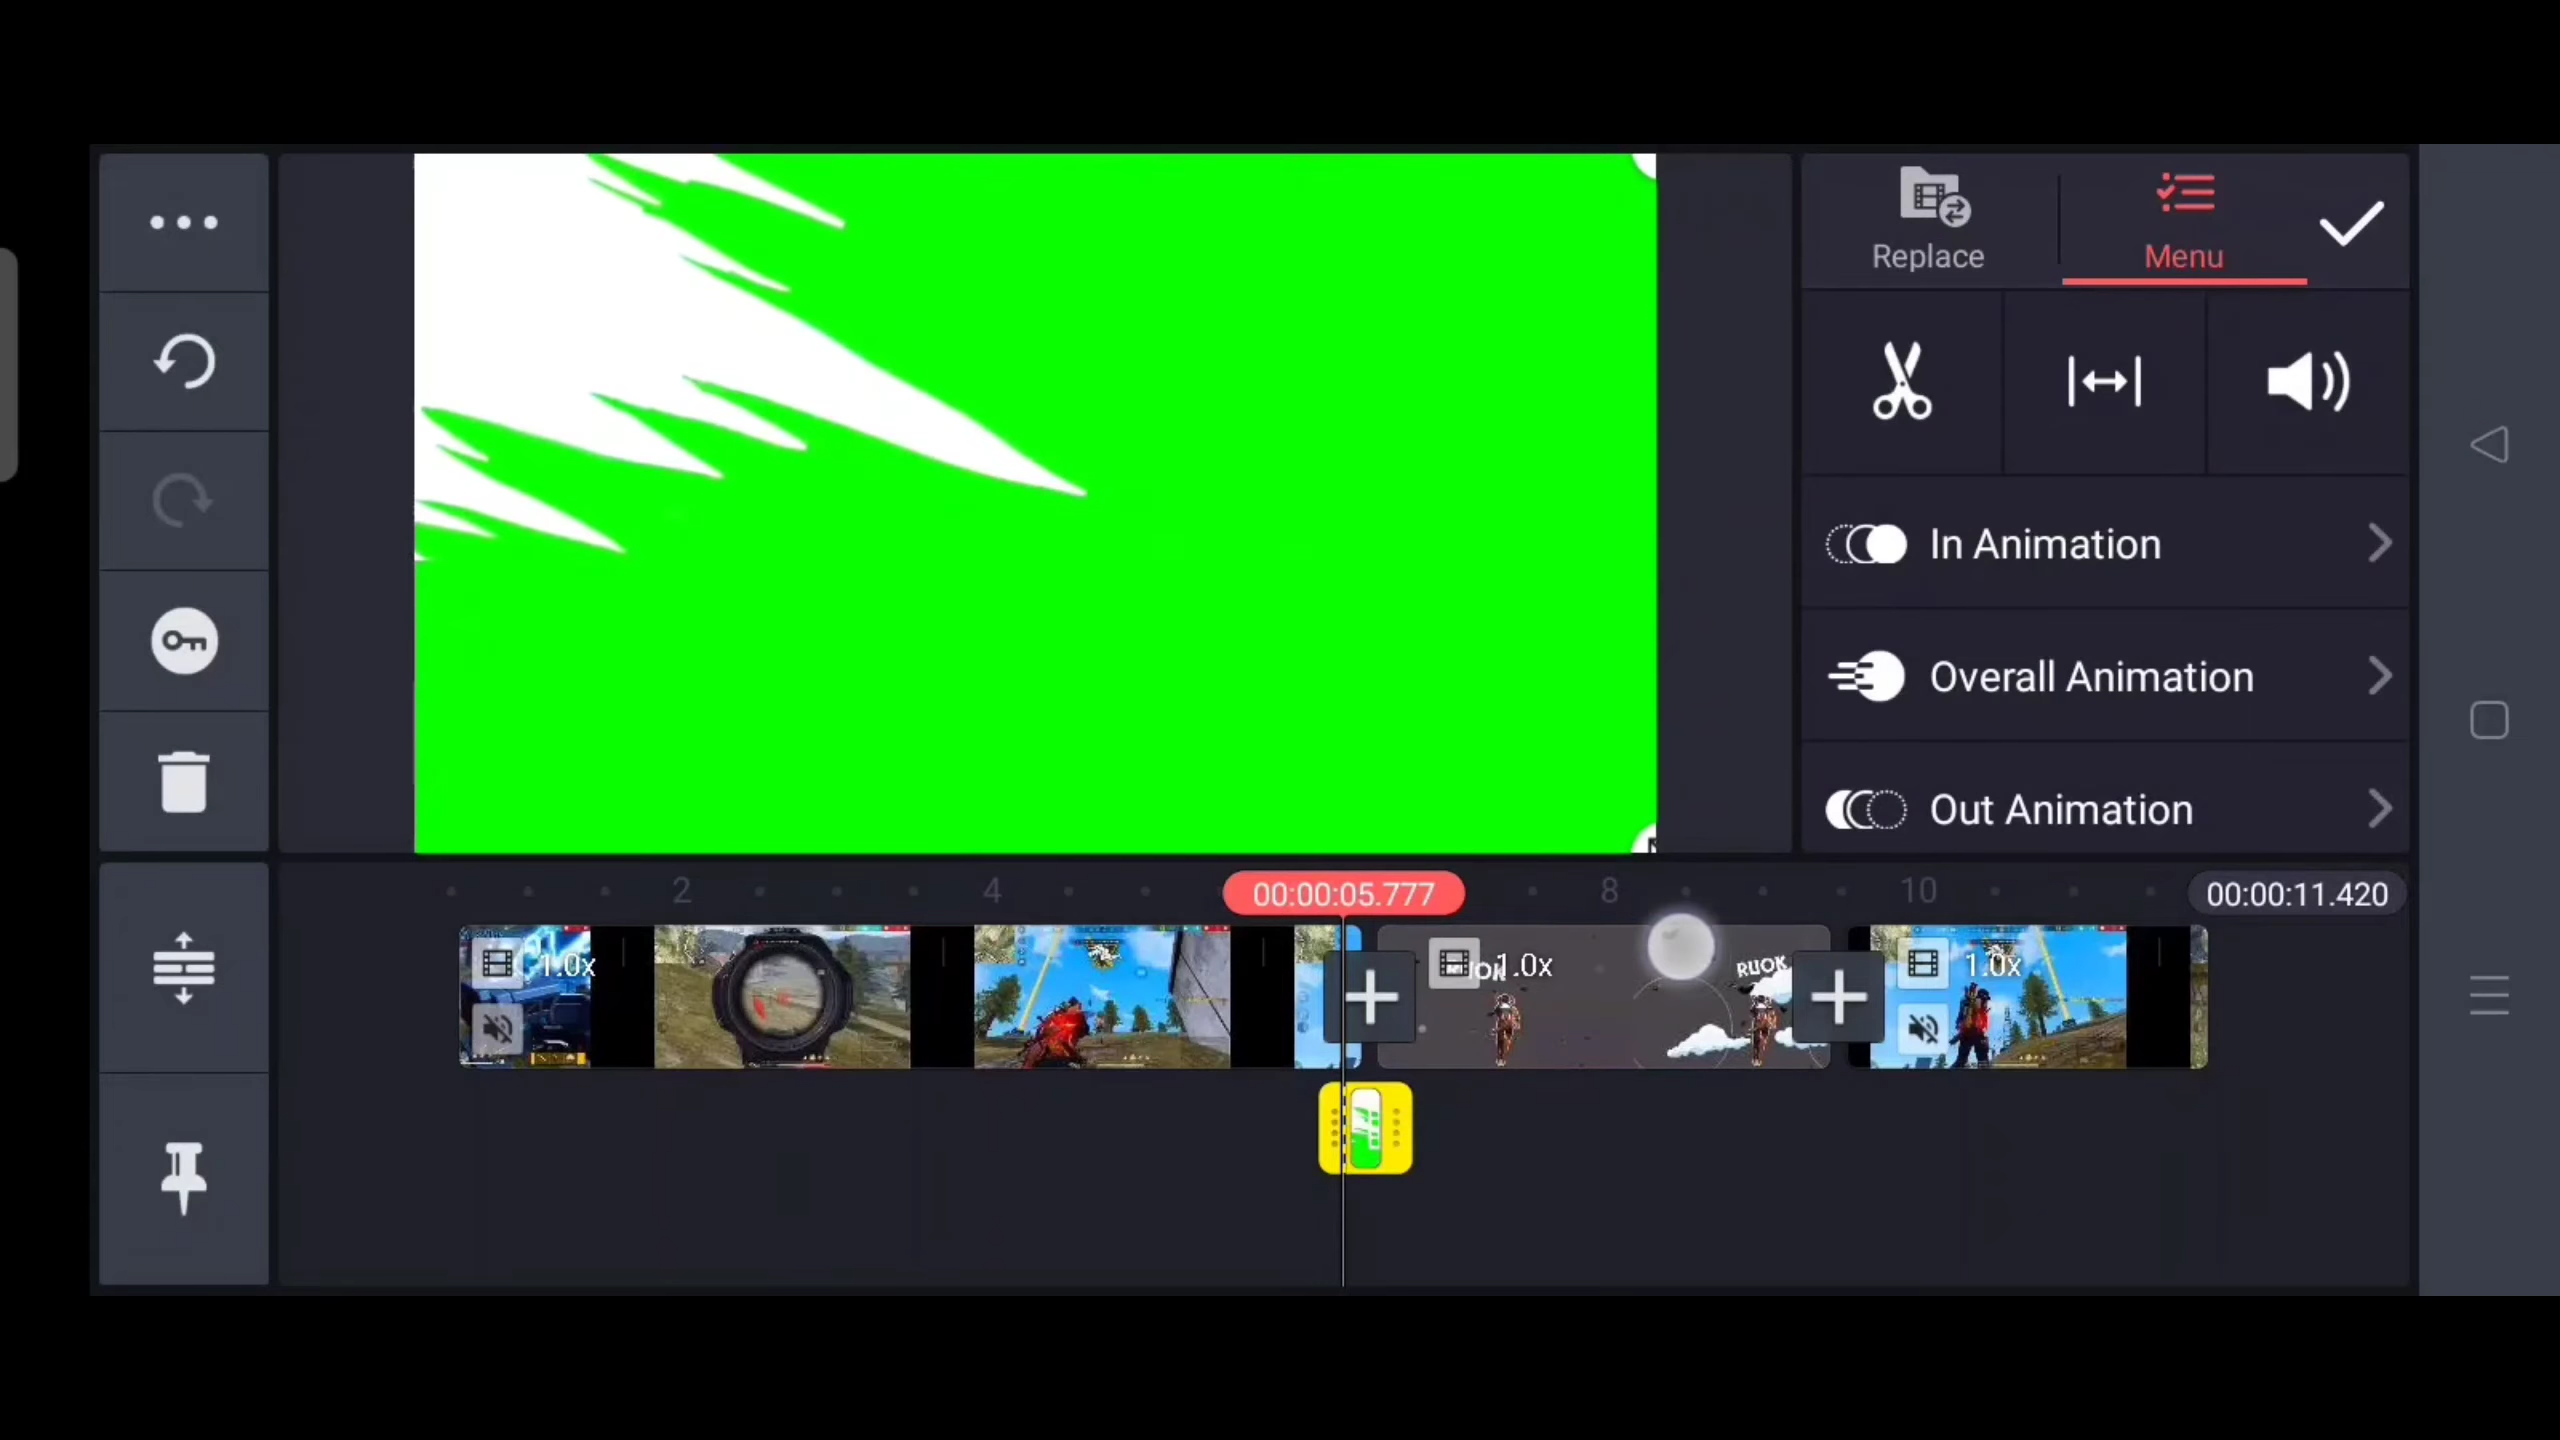 Replace
Menu
In Animation
Overall Animation
Out Animation
2
4
00:00:05.777
8
10
00:00:11.420
1.0x
1.0x
RUOK
1.0x